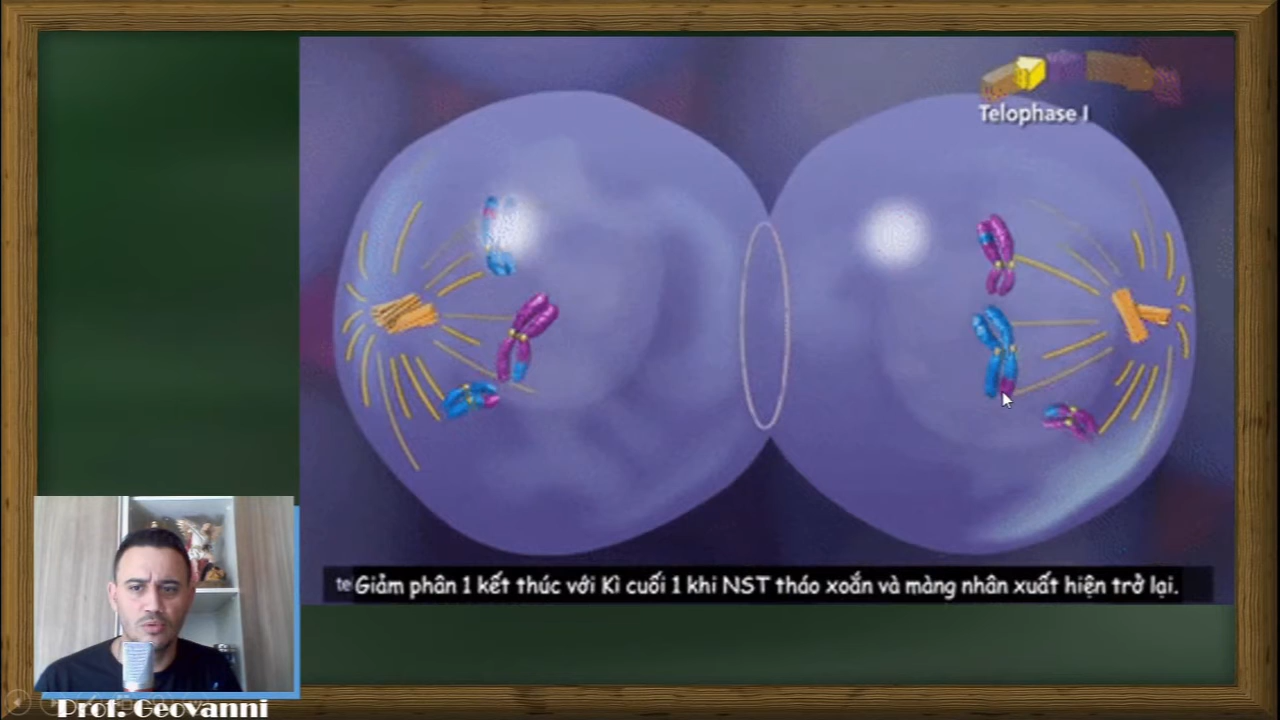 Telophase I
Giảm phân 1 kết thúc với Kì cuối 1 khi NST tháo xoắn và màng nhân xuất hiện trở lại.
Prof. Geovanni